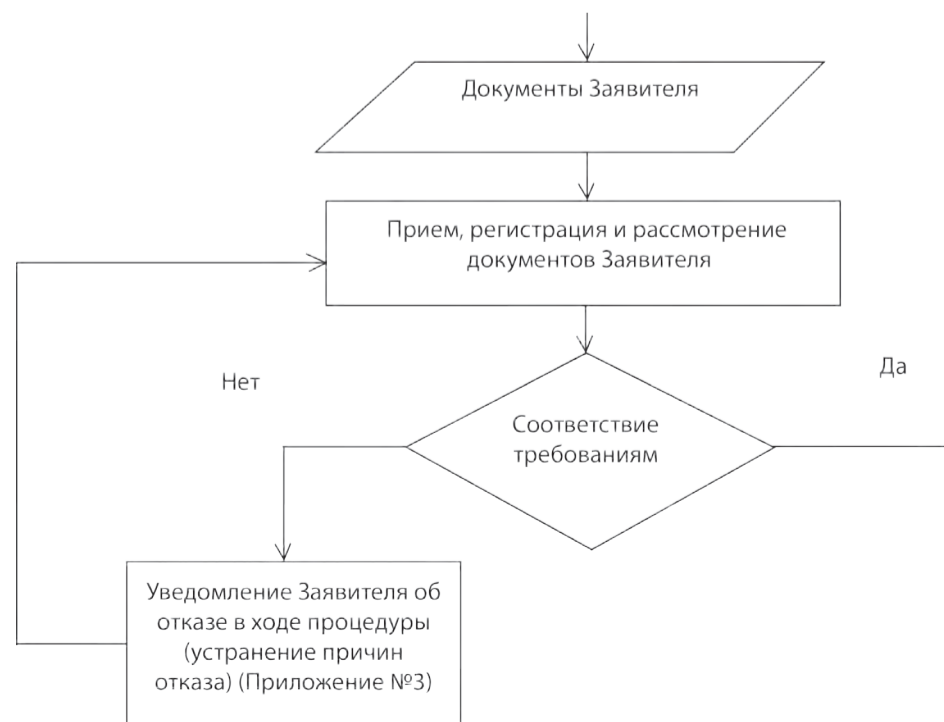 Документы Заявителя
Прием, регистрация и рассмотрение
документов Заявителя
Нет
Да
Соответствие
требованиям
Уведомление Заявителя об
отказе в ходе процедуры
(устранение причин
отказа) (Приложение №3)